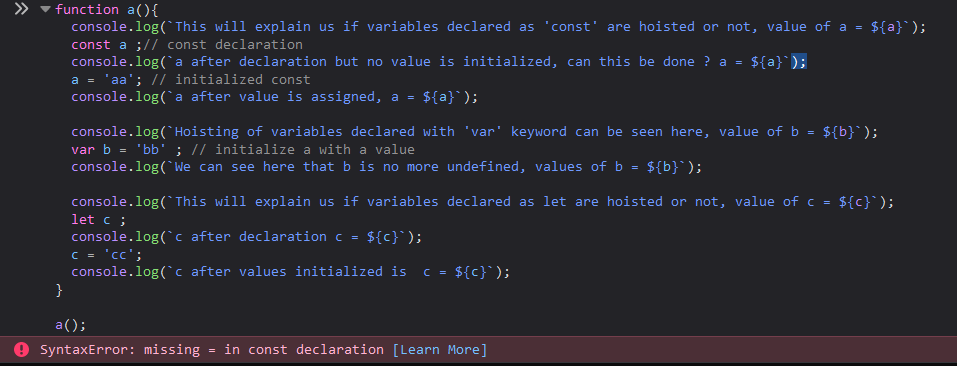 >> ▼ function a(){
console.log(`This will explain us if variables declared as 'const' are hoisted or not, value of a = ${a}`);
const a ;// const declaration
console.log(`a after declaration but no value is initialized, can this be done ? a = ${a}`);
a = 'aa'; // initialized const
console.log(`a after value is assigned, a = ${a}`);
console.log(`Hoisting of variables declared with 'var' keyword can be seen here, value of b = ${b}`);
var b = 'bb' ; // initialize a with a value
console.log(`We can see here that b is no more undefined, values of b = ${b}`);
console.log(`This will explain us if variables declared as let are hoisted or not, value of c = ${c}`);
let c ;
console.log(`c after declaration c = ${c}`);
c = 'cc';
console.log(`c after values initialized is  c = ${c}`);
}
a();
! SyntaxError: missing = in const declaration [Learn More]